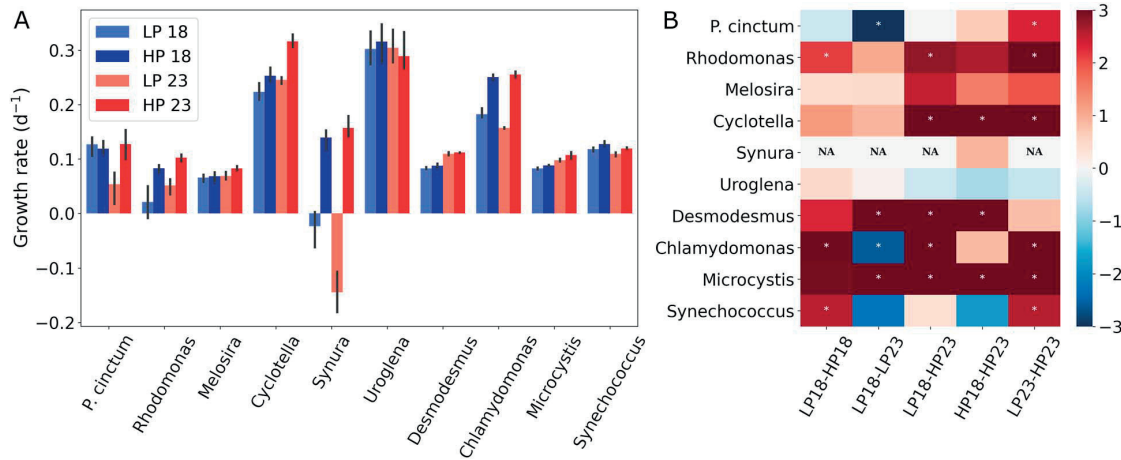 A
Growth rate (d⁻¹)
0.3
0.2
0.1
0.0
−0.1
−0.2
LP 18
HP 18
LP 23
HP 23
P. cinctum
Rhodomonas
Melosira
Cyclotella
Synura
Uroglena
Desmodesmus
Chlamydomonas
Microcystis
Synechococcus
B
P. cinctum * *
Rhodomonas * * *
Melosira
Cyclotella * * *
Synura NA NA NA NA
Uroglena
Desmodesmus * * *
Chlamydomonas * * * *
Microcystis * * * *
Synechococcus * *
LP18-HP18
LP18-LP23
LP18-HP23
HP18-HP23
LP23-HP23
3
2
1
0
−1
−2
−3